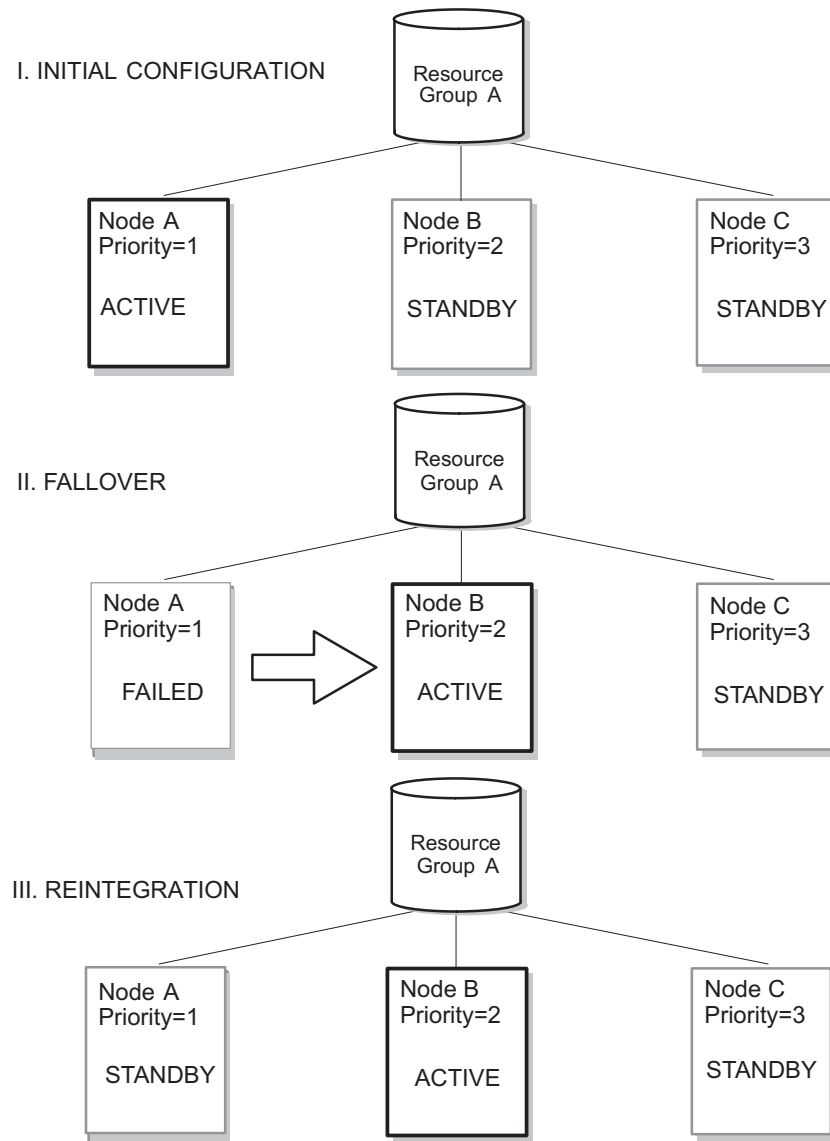 I. INITIAL CONFIGURATION
Resource
Group A
Node A
Priority=1
ACTIVE
Node B
Priority=2
STANDBY
Node C
Priority=3
STANDBY
II. FALLOVER
Resource
Group A
Node A
Priority=1
FAILED
Node B
Priority=2
ACTIVE
Node C
Priority=3
STANDBY
III. REINTEGRATION
Resource
Group A
Node A
Priority=1
STANDBY
Node B
Priority=2
ACTIVE
Node C
Priority=3
STANDBY